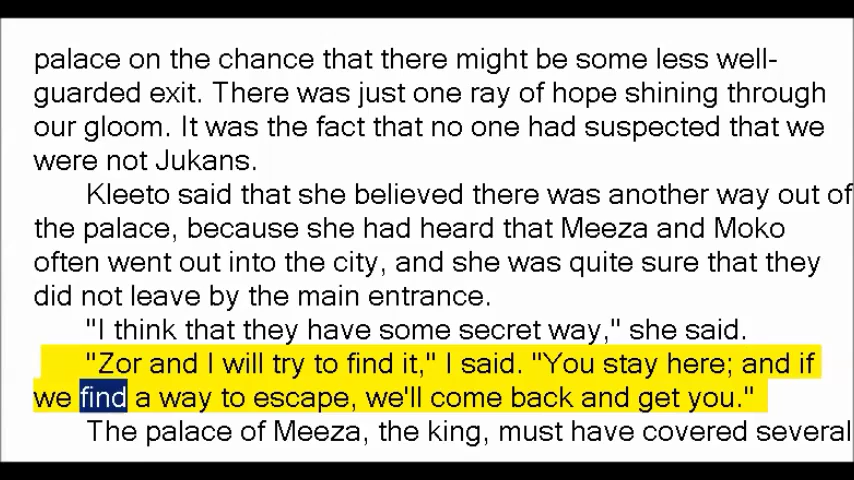 palace on the chance that there might be some less well-
guarded exit. There was just one ray of hope shining through
our gloom. It was the fact that no one had suspected that we
were not Jukans.
Kleeto said that she believed there was another way out of
the palace, because she had heard that Meeza and Moko
often went out into the city, and she was quite sure that they
did not leave by the main entrance.
"I think that they have some secret way," she said.
"Zor and I will try to find it," I said. "You stay here; and if
we find a way to escape, we'll come back and get you."
The palace of Meeza, the king, must have covered several